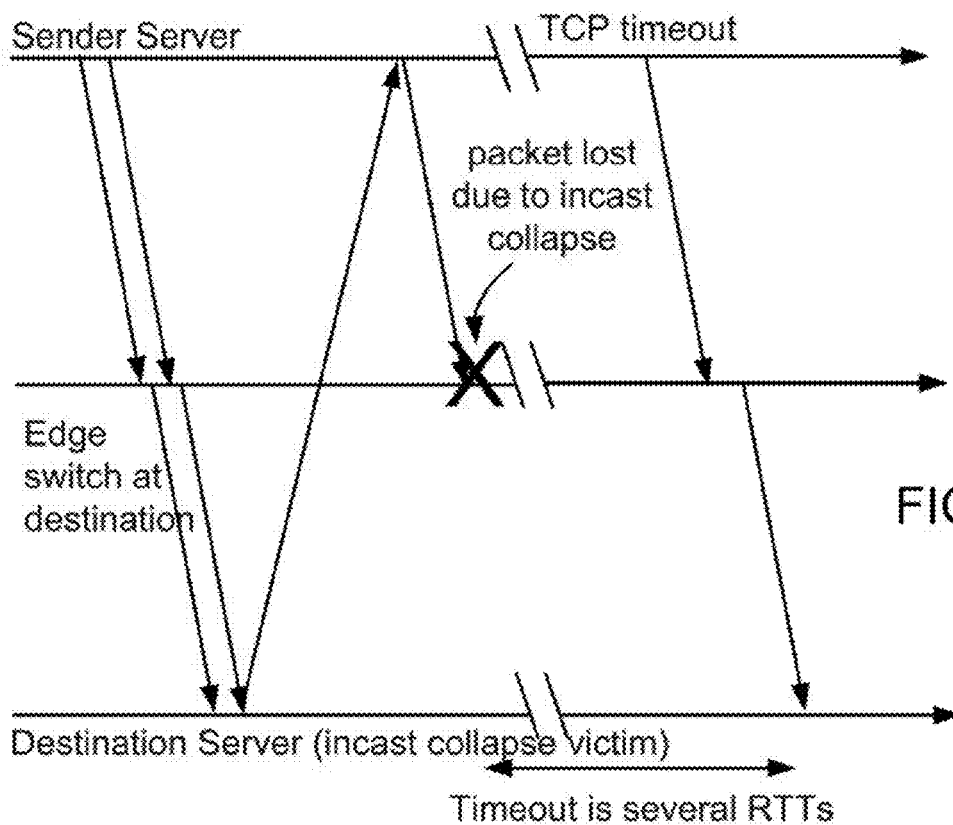 Sender Server
TCP timeout
packet lost
due to incast
collapse
Edge
switch at
destination
FIG
Destination Server (incast collapse victim)
Timeout is several RTTs